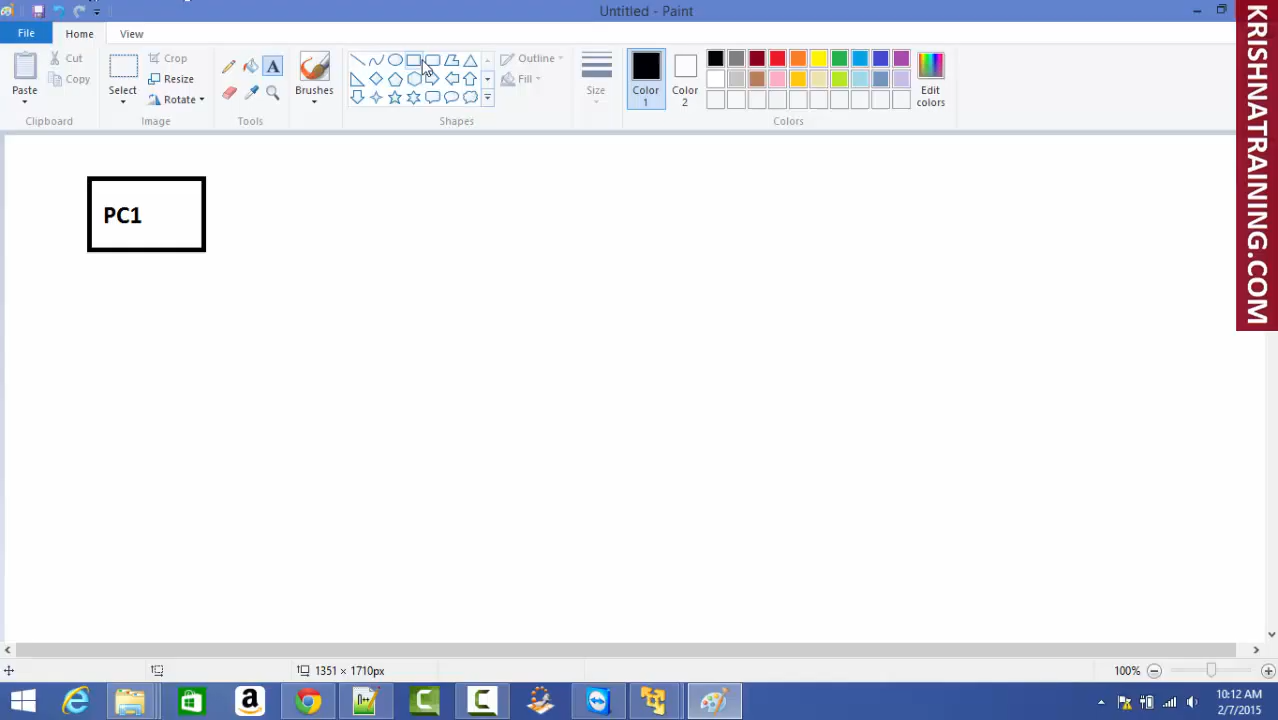 Untitled - Paint
File
Home
View
Paste
Cut
Copy
Clipboard
Select
Crop
Resize
Rotate
Image
A
Tools
Brushes
Shapes
Outline
Fill
Size
Color
1
Color
2
Edit
colors
Colors
KRISHNATRAINING.COM
PC1
1351 × 1710px
100%
10:12 AM
2/7/2015